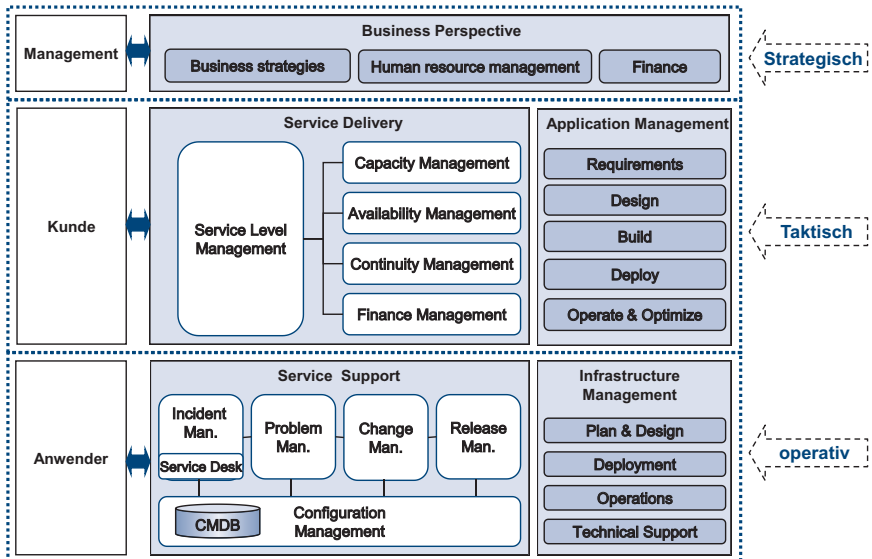 Management
Business Perspective
Business strategies
Human resource management
Finance
Strategisch
Kunde
Service Delivery
Service Level
Management
Capacity Management
Availability Management
Continuity Management
Finance Management
Application Management
Requirements
Design
Build
Deploy
Operate & Optimize
Taktisch
Anwender
Service Support
Incident
Man.
Service Desk
Problem
Man.
Change
Man.
Release
Man.
CMDB
Configuration
Management
Infrastructure
Management
Plan & Design
Deployment
Operations
Technical Support
operativ